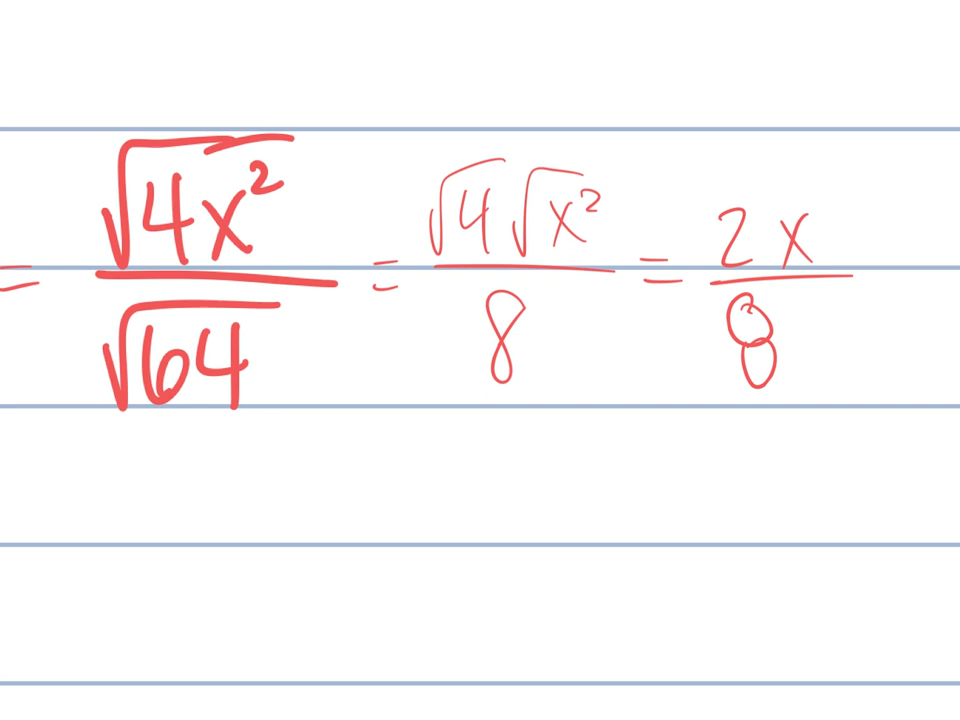 = √4x² / √64 = √4 √x² / 8 = 2x / 8